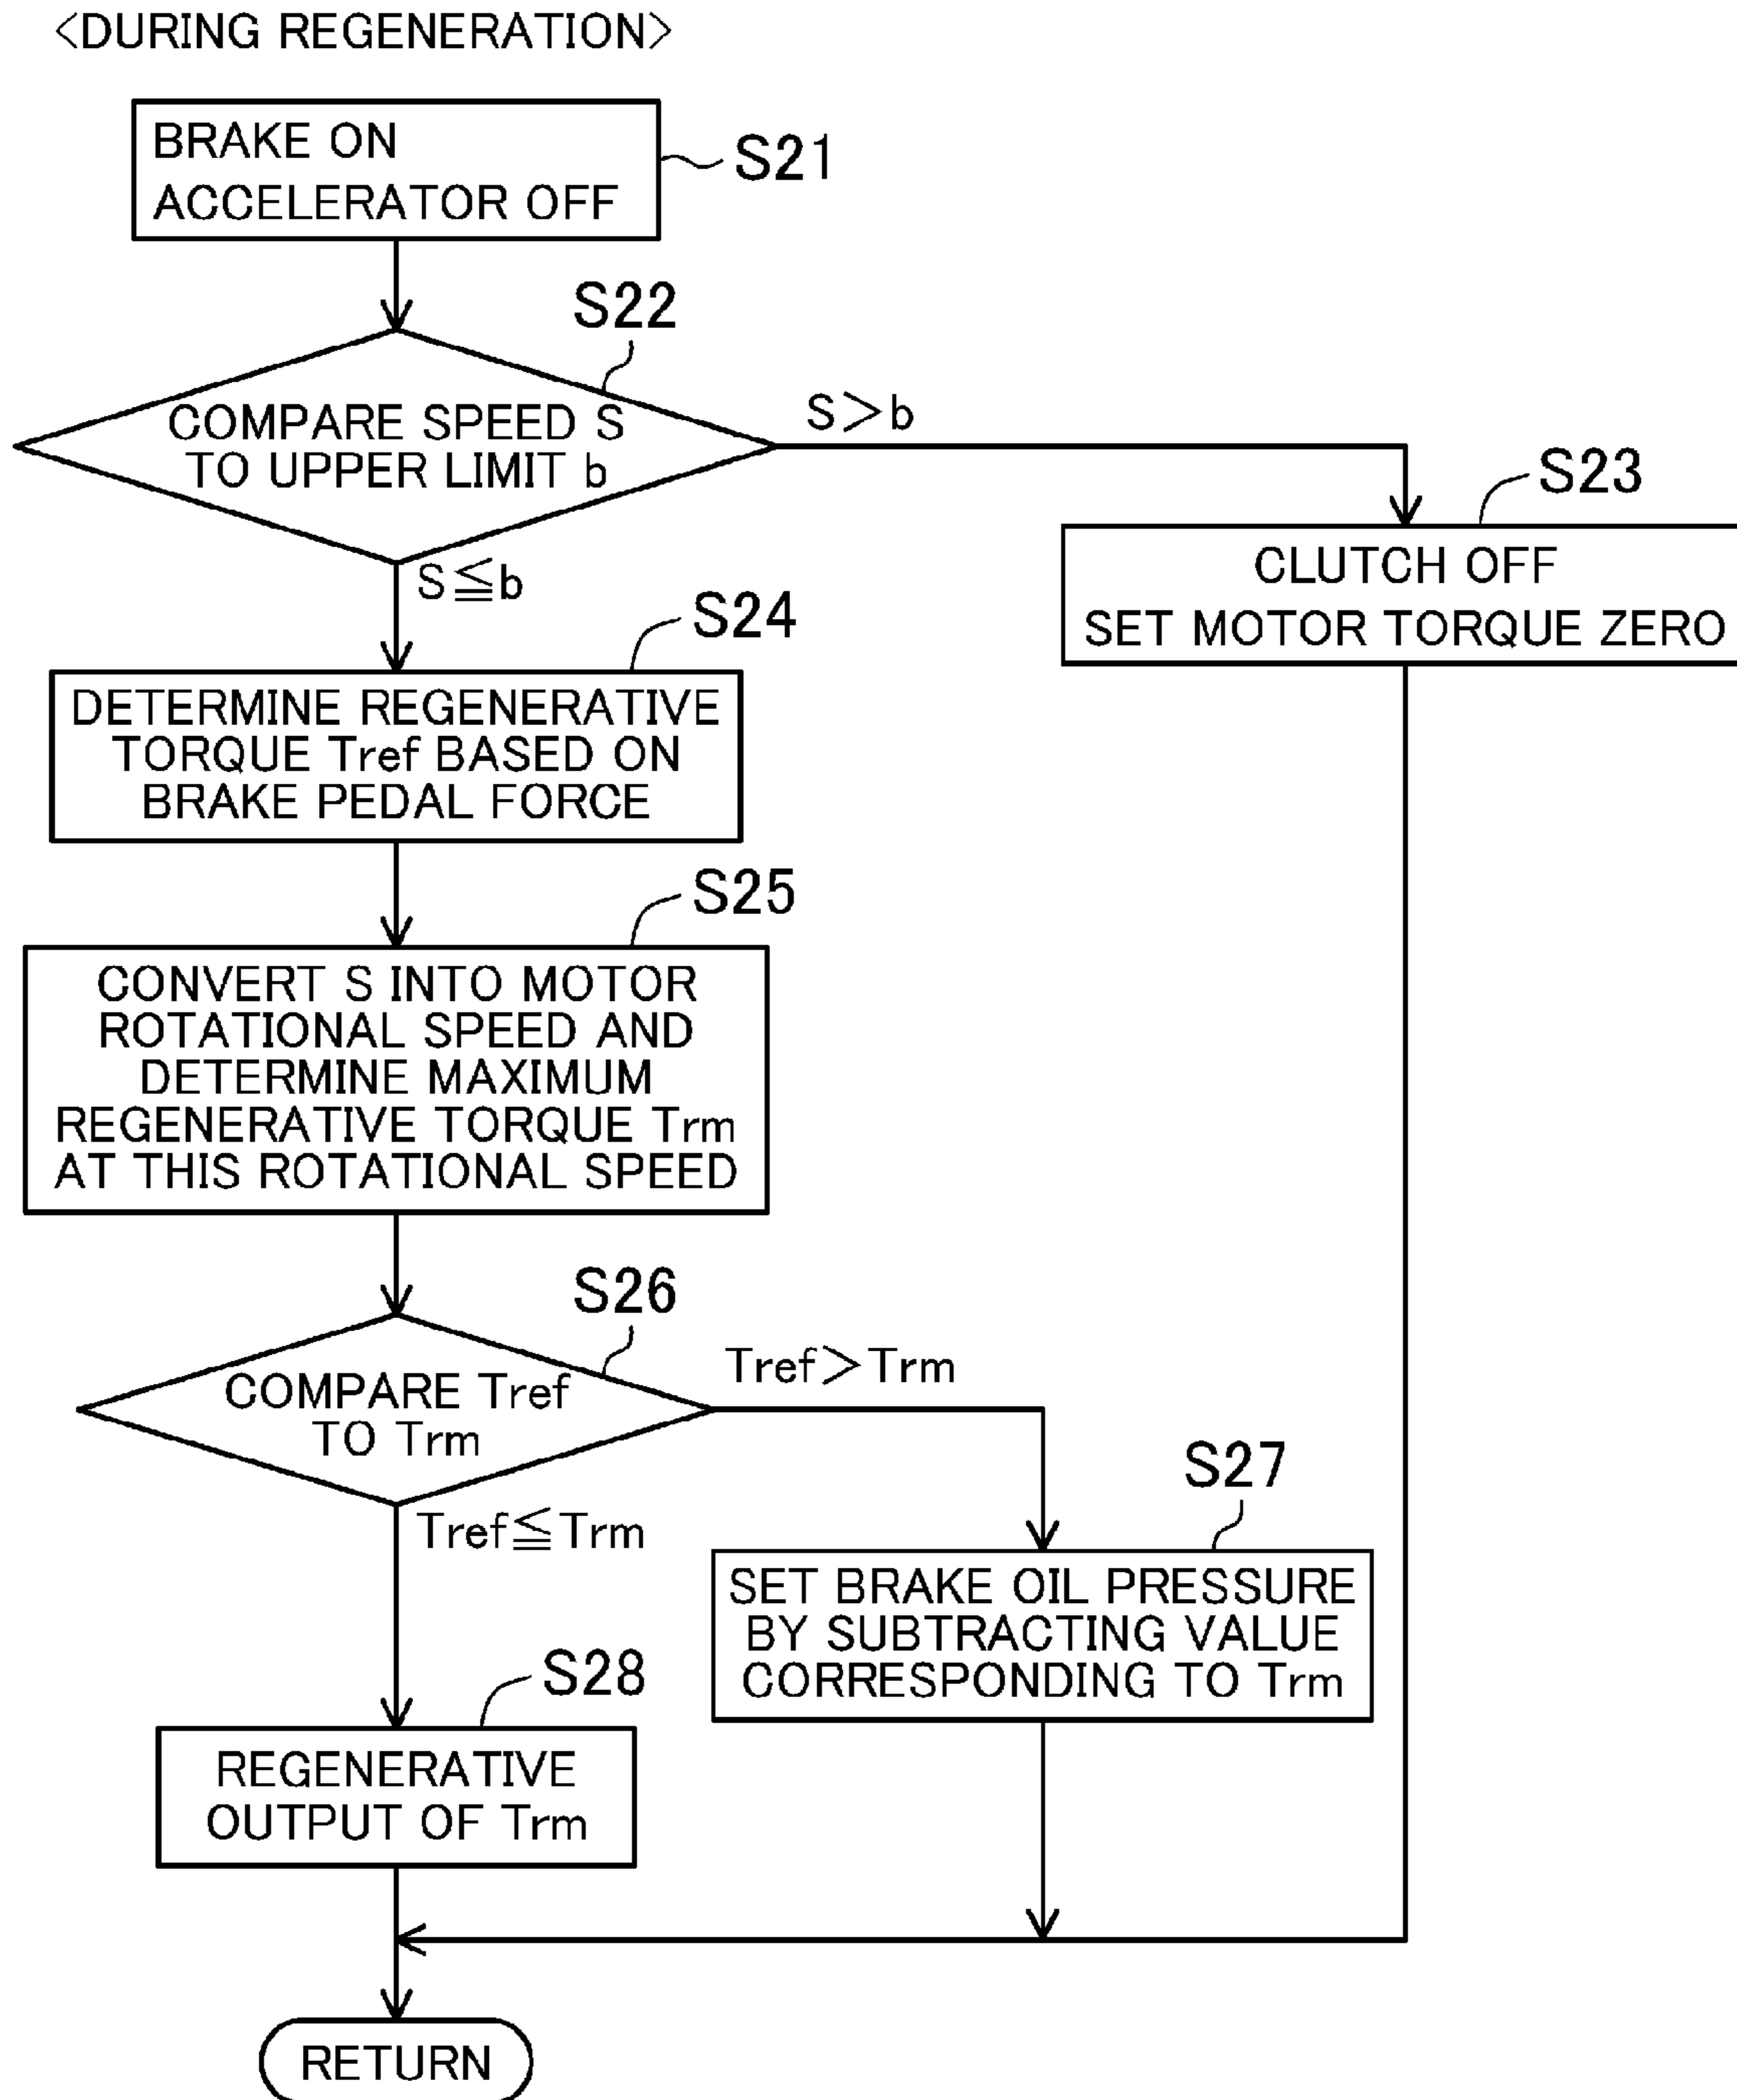 <DURING REGENERATION>
BRAKE ON
ACCELERATOR OFF
S21
S22
COMPARE SPEED S
TO UPPER LIMIT b
S>b
S23
CLUTCH OFF
SET MOTOR TORQUE ZERO
S≦b
S24
DETERMINE REGENERATIVE
TORQUE Tref BASED ON
BRAKE PEDAL FORCE
S25
CONVERT S INTO MOTOR
ROTATIONAL SPEED AND
DETERMINE MAXIMUM
REGENERATIVE TORQUE Trm
AT THIS ROTATIONAL SPEED
S26
COMPARE Tref
TO Trm
Tref>Trm
S27
SET BRAKE OIL PRESSURE
BY SUBTRACTING VALUE
CORRESPONDING TO Trm
Tref≦Trm
S28
REGENERATIVE
OUTPUT OF Trm
RETURN